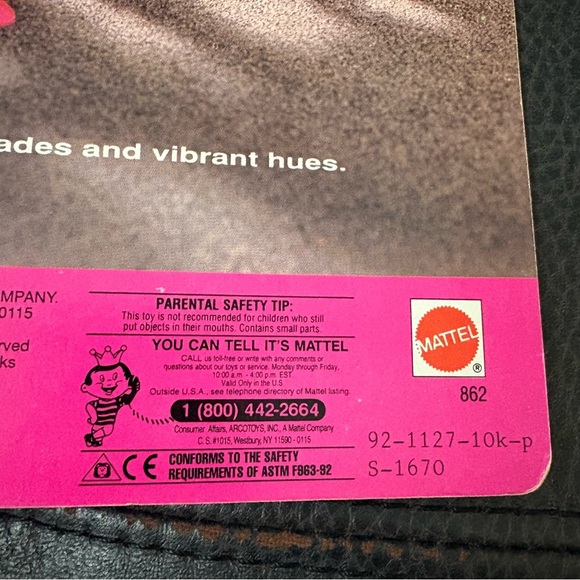 ades and vibrant hues.
OMPANY.
0115
rved
ks
PARENTAL SAFETY TIP:
This toy is not recommended for children who still
put objects in their mouths. Contains small parts.
YOU CAN TELL IT'S MATTEL
CALL us toll-free or write with any comments or
questions about our toys or service. Monday through Friday,
10:00 a.m. - 4:00 p.m. EST.
Valid Only in the U.S.
Outside U.S.A., see telephone directory of Mattel listing.
1 (800) 442-2664
Consumer Affairs, ARCOTOYS, INC., A Mattel Company
C. S. #1015, Westbury, NY 11590 - 0115
CE CONFORMS TO THE SAFETY
REQUIREMENTS OF ASTM F963-92
MATTEL
®
862
92-1127-10k-p
S-1670